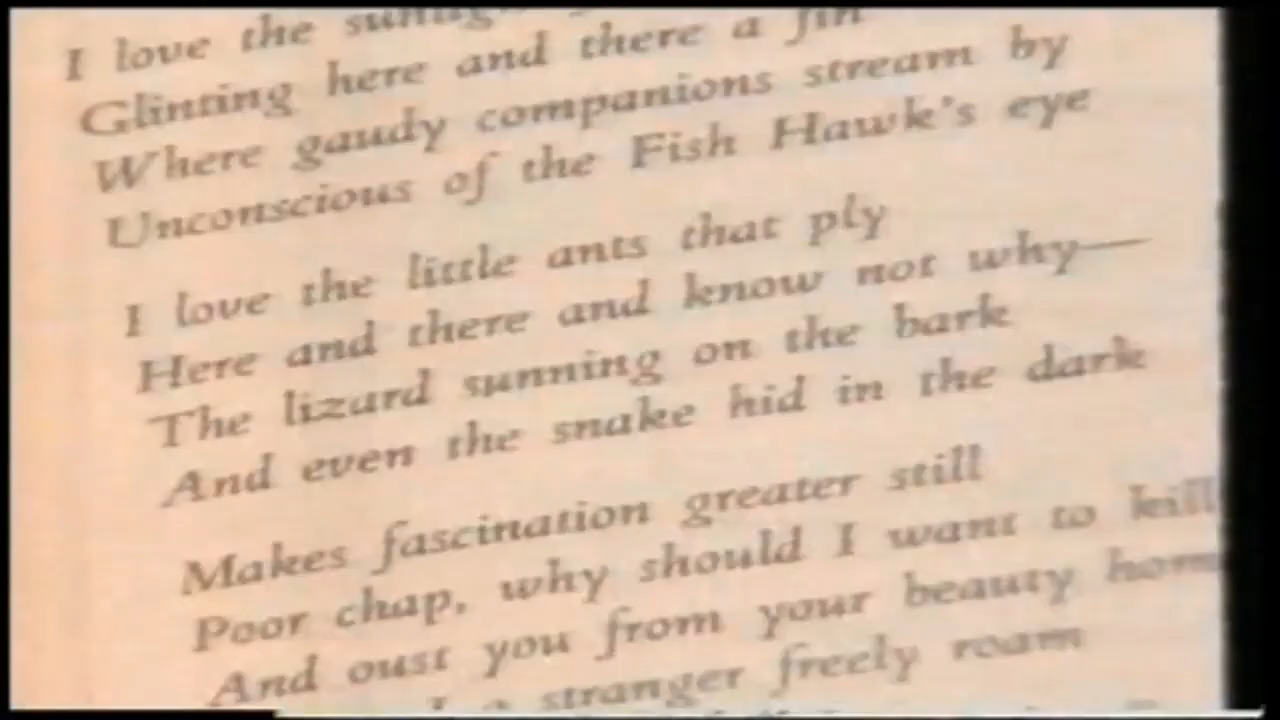 I love the
Glinting here and there a fin
Where gaudy companions stream by
Unconscious of the Fish Hawk's eye
I love the little ants that ply
Here and there and know not why—
The lizard sunning on the bark
And even the snake hid in the dark
Makes fascination greater still
Poor chap, why should I want to kill
And oust you from your beauty hom
a stranger freely roam